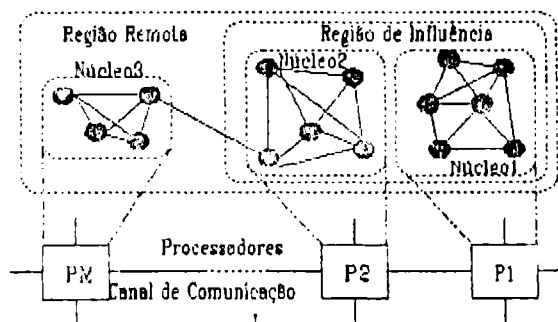 Região Remota
Região de Influência
Núcleo3
Núcleo2
Núcleo1
Processadores
PM
P2
P1
Canal de Comunicação